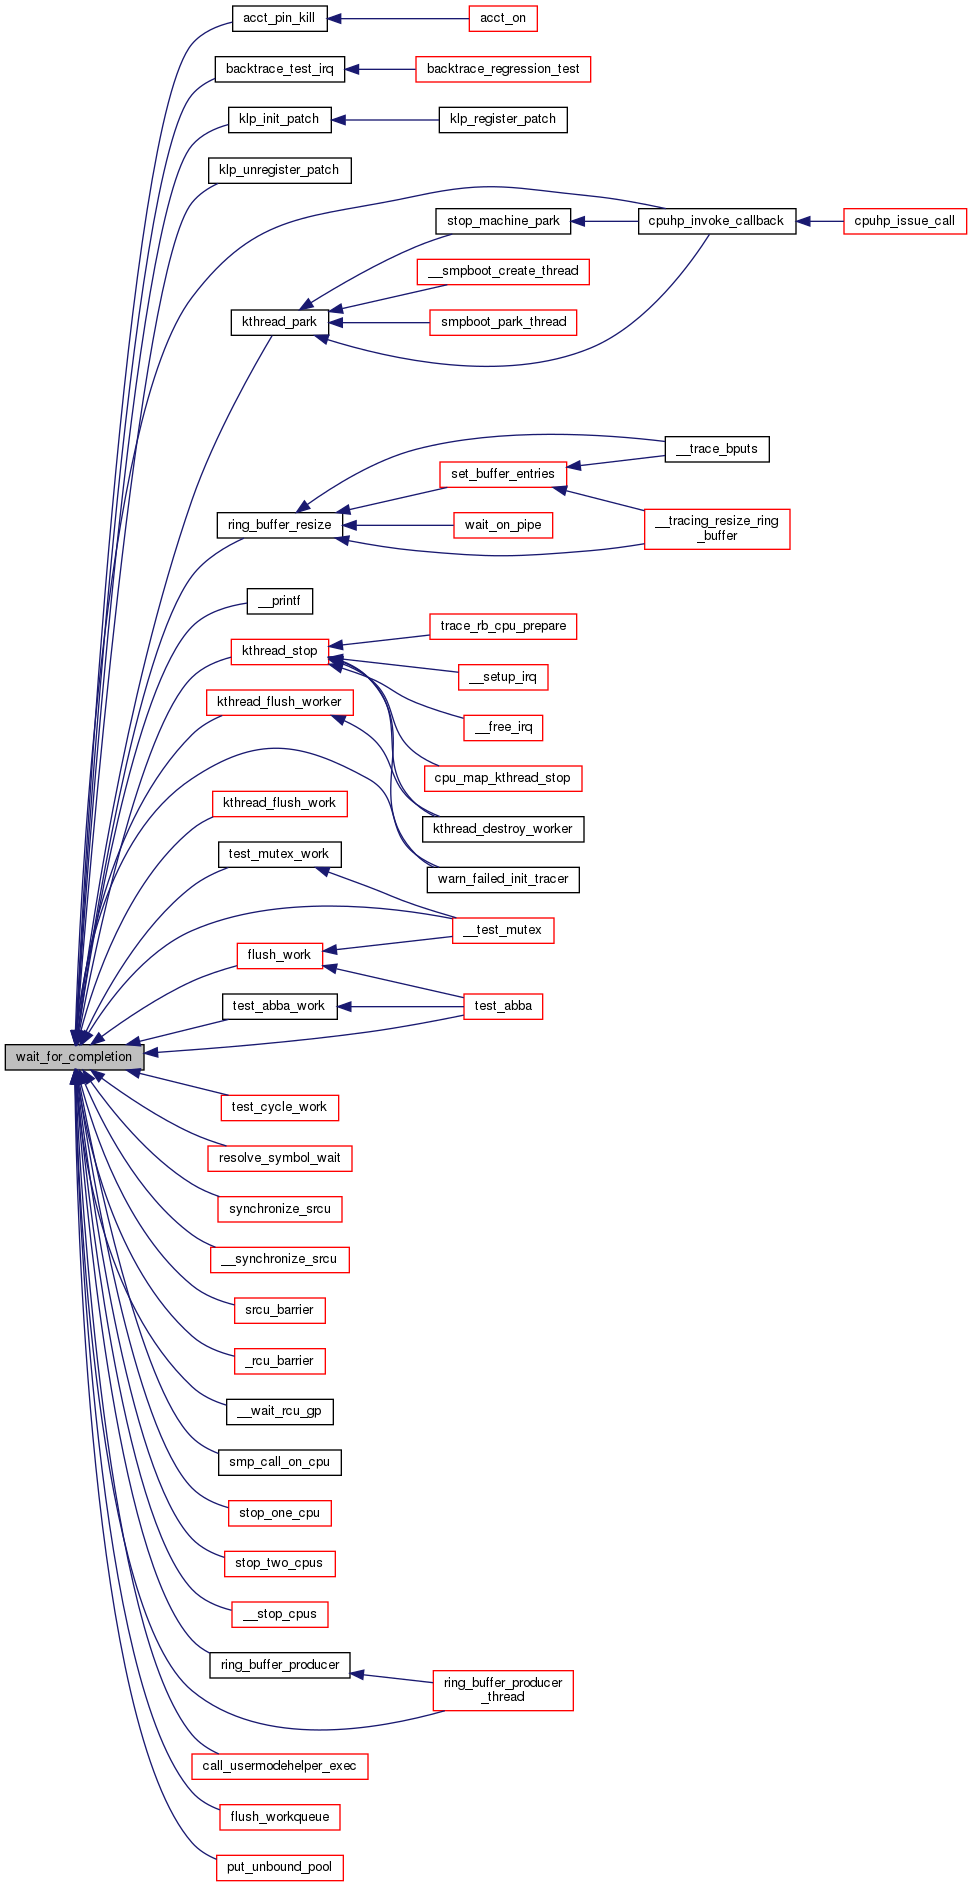 acct_pin_kill
acct_on
backtrace_test_irq
backtrace_regression_test
klp_init_patch
klp_register_patch
klp_unregister_patch
stop_machine_park
cpuhp_invoke_callback
cpuhp_issue_call
__smpboot_create_thread
kthread_park
smpboot_park_thread
__trace_bputs
set_buffer_entries
ring_buffer_resize
wait_on_pipe
__tracing_resize_ring
_buffer
__printf
trace_rb_cpu_prepare
kthread_stop
__setup_irq
kthread_flush_worker
__free_irq
cpu_map_kthread_stop
kthread_flush_work
kthread_destroy_worker
test_mutex_work
warn_failed_init_tracer
__test_mutex
flush_work
test_abba_work
test_abba
wait_for_completion
test_cycle_work
resolve_symbol_wait
synchronize_srcu
__synchronize_srcu
srcu_barrier
_rcu_barrier
__wait_rcu_gp
smp_call_on_cpu
stop_one_cpu
stop_two_cpus
__stop_cpus
ring_buffer_producer
ring_buffer_producer
_thread
call_usermodehelper_exec
flush_workqueue
put_unbound_pool